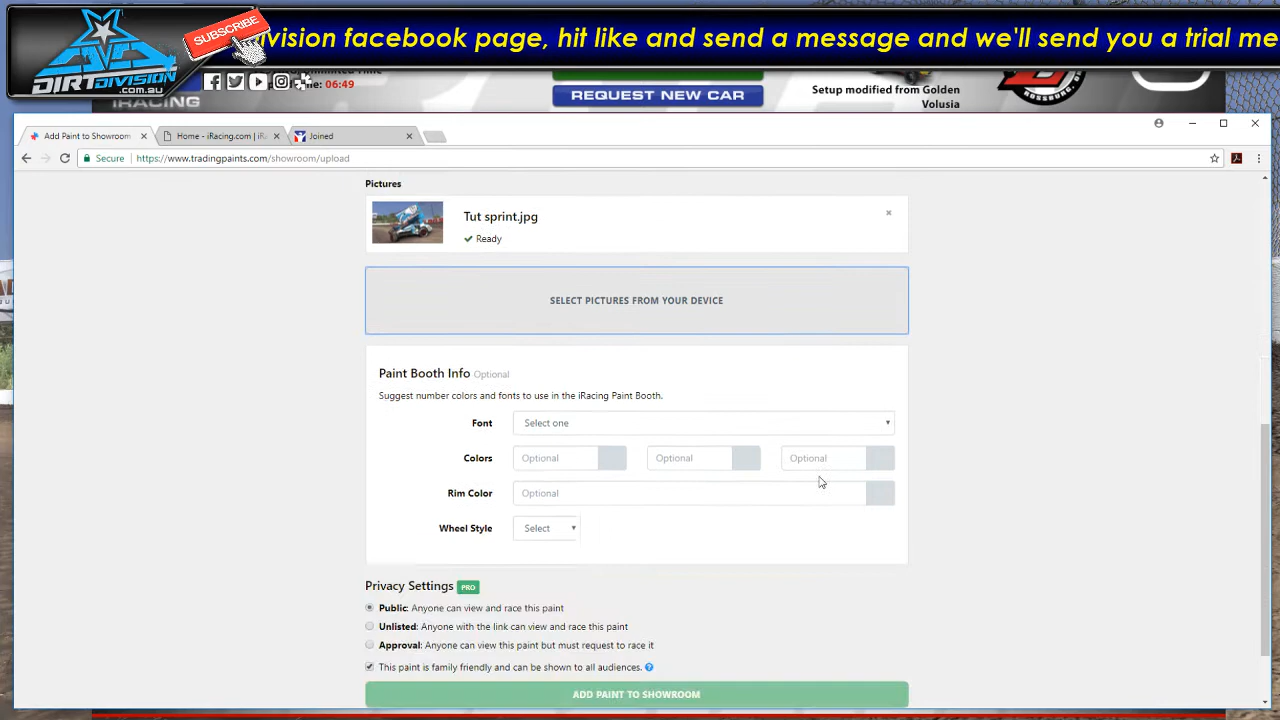 SUBSCRIBE
vision facebook page, hit like and send a message and we'll send you a trial me
DIRTDIVISION
.com.au
06:49
iRACING
REQUEST NEW CAR
Setup modified from Golden
Volusia
Add Paint to Showroom
Home - iRacing.com | iRa
Joined
Secure
https://www.tradingpaints.com/showroom/upload
Pictures
Tut sprint.jpg
Ready
SELECT PICTURES FROM YOUR DEVICE
Paint Booth Info Optional
Suggest number colors and fonts to use in the iRacing Paint Booth.
Font Select one
Colors Optional Optional Optional
Rim Color Optional
Wheel Style Select
Privacy Settings PRO
Public: Anyone can view and race this paint
Unlisted: Anyone with the link can view and race this paint
Approval: Anyone can view this paint but must request to race it
This paint is family friendly and can be shown to all audiences.
ADD PAINT TO SHOWROOM